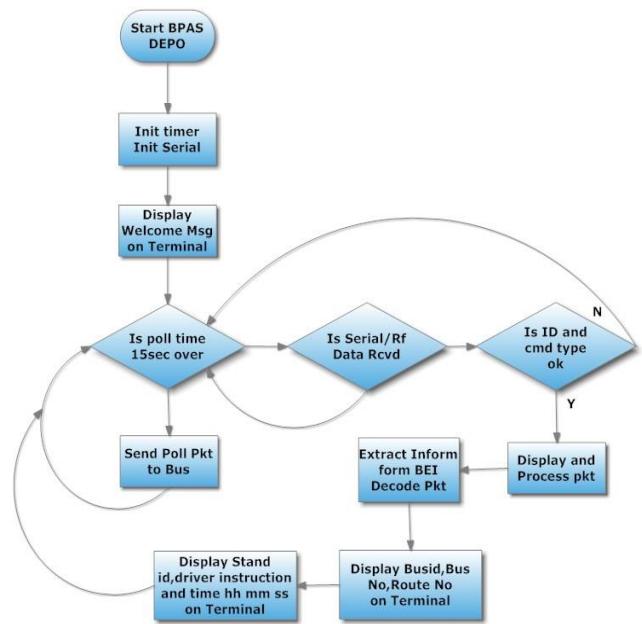 Start BPAS
DEPO
Init timer
Init Serial
Display
Welcome Msg
on Terminal
Is poll time
15sec over
Is Serial/Rf
Data Rcvd
Is ID and
cmd type
ok
N
Y
Send Poll Pkt
to Bus
Extract Inform
form BEI
Decode Pkt
Display and
Process pkt
Display Stand
id,driver instruction
and time hh mm ss
on Terminal
Display Busid,Bus
No,Route No
on Terminal